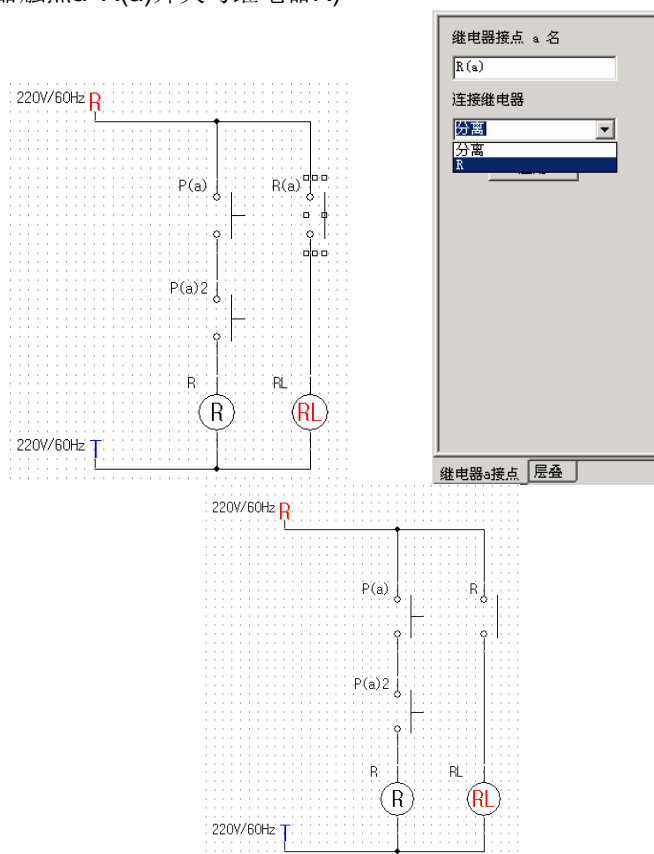 继电器接点 a 名
R(a)
连接继电器
分离
分离
R
继电器a接点 层叠
220V/60Hz R
P(a) R(a)
P(a)2
R RL
R RL
220V/60Hz T
220V/60Hz R
P(a) R
P(a)2
R RL
R RL
220V/60Hz T